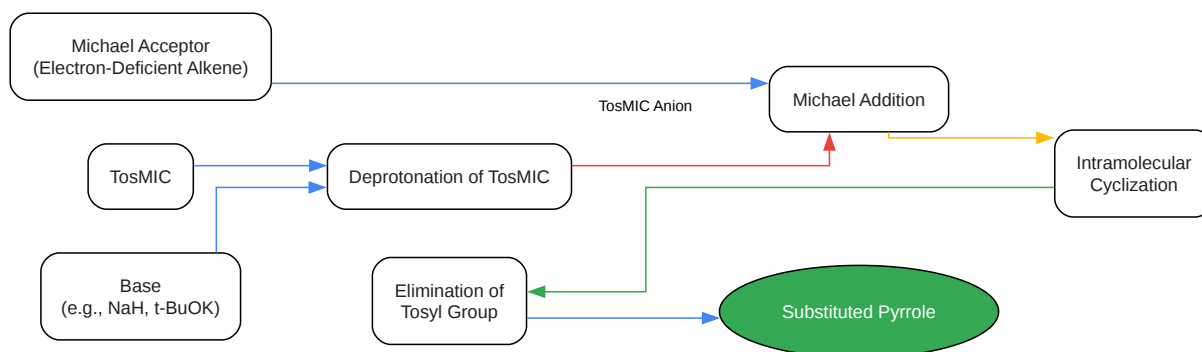 Michael Acceptor
(Electron-Deficient Alkene)
TosMIC Anion
Michael Addition
TosMIC
Deprotonation of TosMIC
Intramolecular
Cyclization
Base
(e.g., NaH, t-BuOK)
Elimination of
Tosyl Group
Substituted Pyrrole